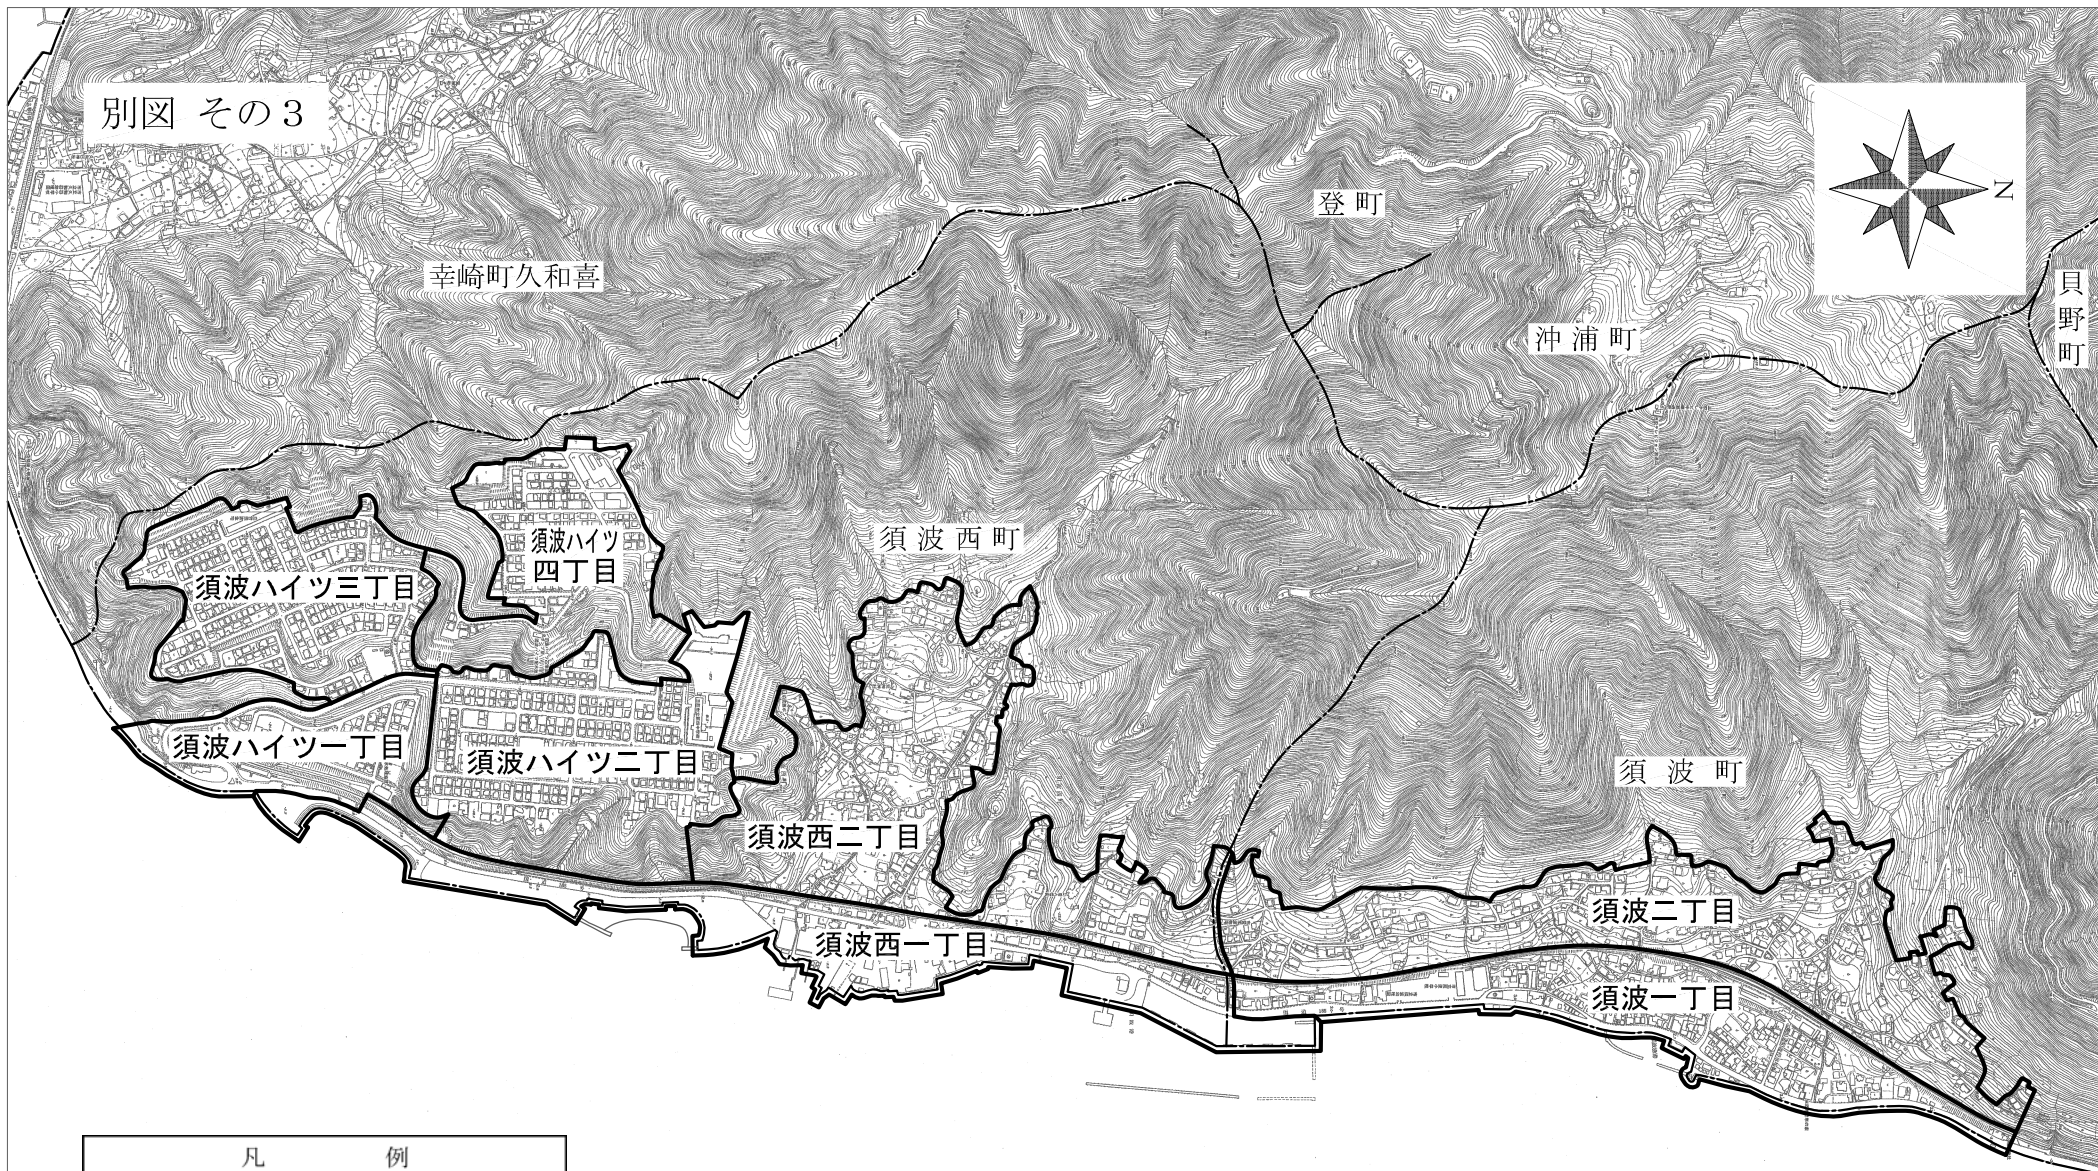 別図 その３
N
登町
幸崎町久和喜
貝野町
沖浦町
須波西町
須波ハイツ
四丁目
須波ハイツ三丁目
須波ハイツ一丁目
須波ハイツ二丁目
須波町
須波西二丁目
須波二丁目
須波西一丁目
須波一丁目
凡 例